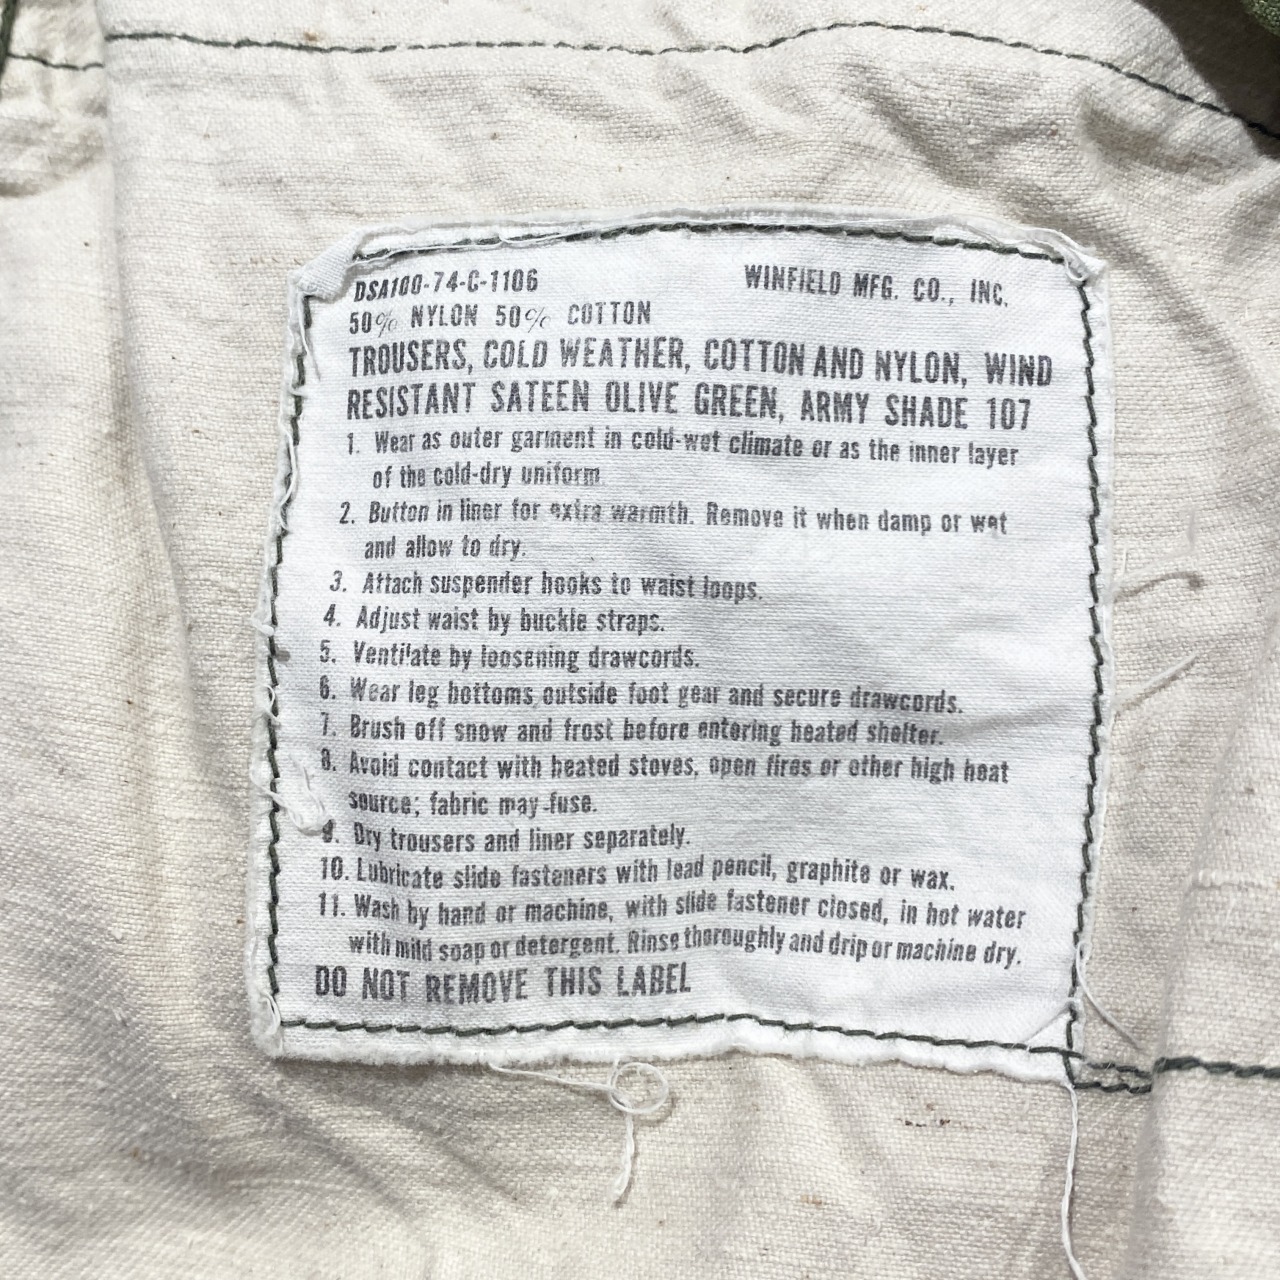 DSA100-74-C-1106 WINFIELD MFG. CO., INC.
50% NYLON 50% COTTON
TROUSERS, COLD WEATHER, COTTON AND NYLON, WIND
RESISTANT SATEEN OLIVE GREEN, ARMY SHADE 107
1. Wear as outer garment in cold-wet climate or as the inner layer
of the cold-dry uniform.
2. Button in liner for extra warmth. Remove it when damp or wet
and allow to dry.
3. Attach suspender hooks to waist loops.
4. Adjust waist by buckle straps.
5. Ventilate by loosening drawcords.
6. Wear leg bottoms outside foot gear and secure drawcords.
7. Brush off snow and frost before entering heated shelter.
8. Avoid contact with heated stoves, open fires or other high heat
source; fabric may fuse.
9. Dry trousers and liner separately.
10. Lubricate slide fasteners with lead pencil, graphite or wax.
11. Wash by hand or machine, with slide fastener closed, in hot water
with mild soap or detergent. Rinse thoroughly and drip or machine dry.
DO NOT REMOVE THIS LABEL